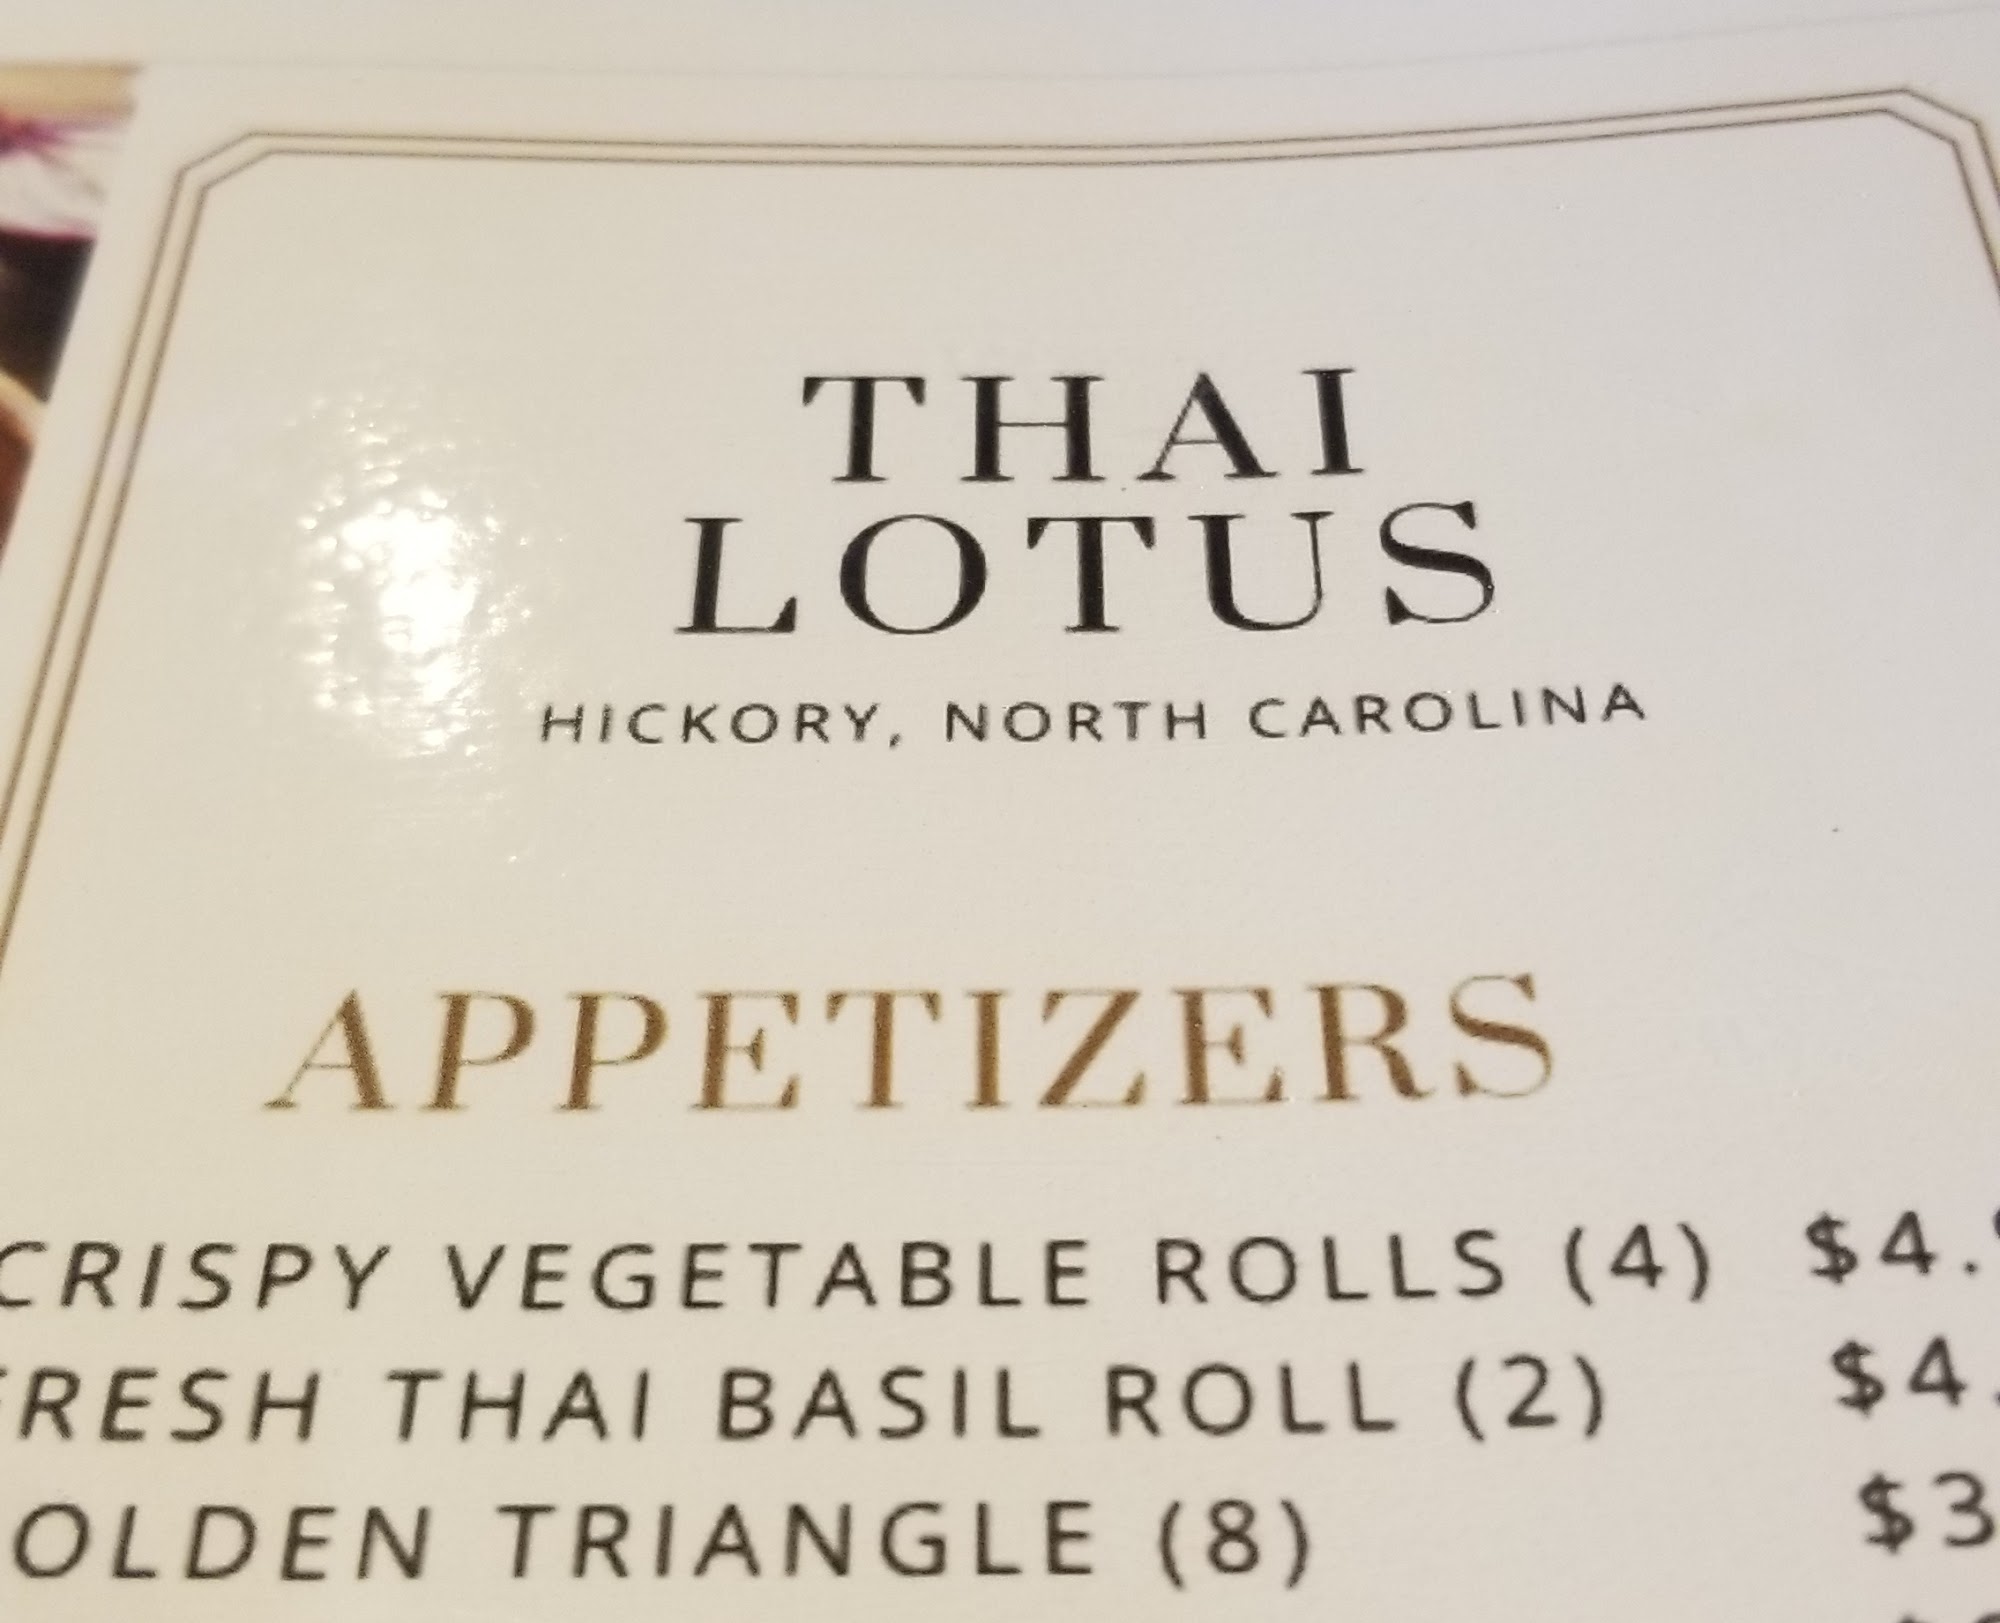 THAI
LOTUS
HICKORY, NORTH CAROLINA
APPETIZERS
CRISPY VEGETABLE ROLLS (4) $4.
FRESH THAI BASIL ROLL (2) $4.
OLDEN TRIANGLE (8) $3